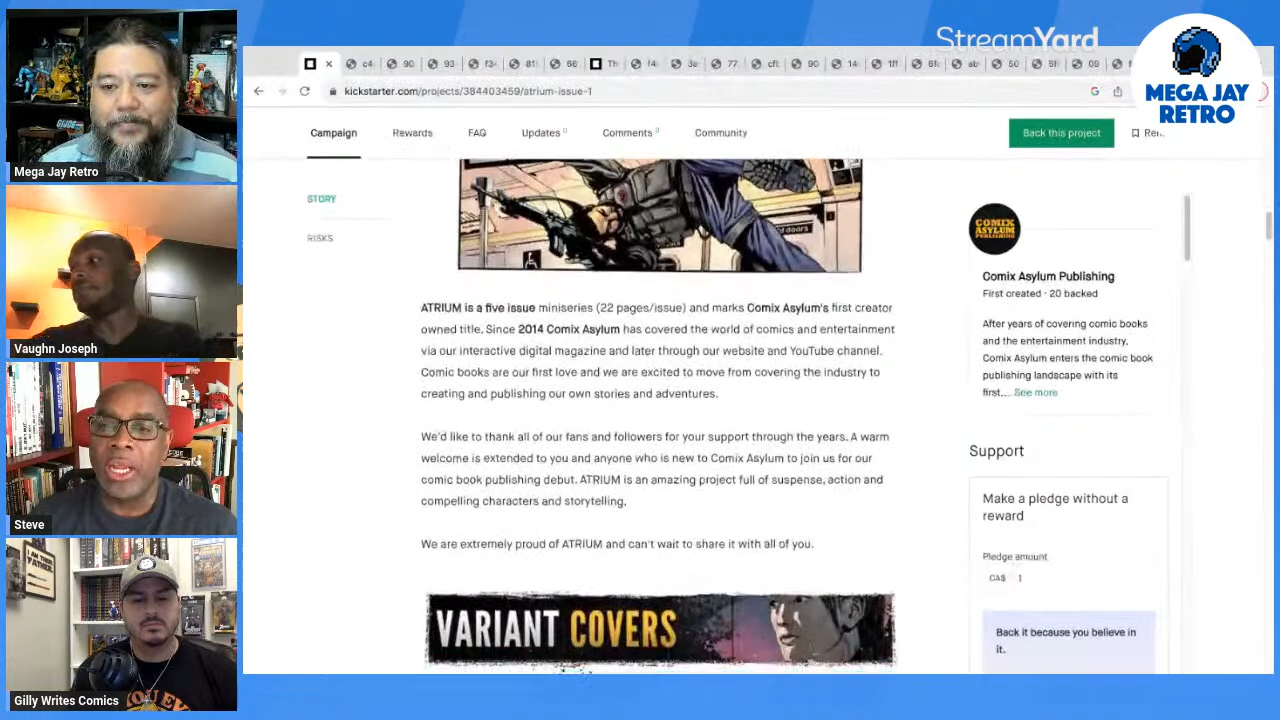 StreamYard
MEGA JAY
RETRO
kickstarter.com/projects/384403459/atrium-issue-1
Campaign
Rewards
FAQ
Updates 0
Comments 0
Community
Back this project
STORY
RISKS
ATRIUM is a five issue miniseries (22 pages/issue) and marks Comix Asylum's first creator
owned title. Since 2014 Comix Asylum has covered the world of comics and entertainment
via our interactive digital magazine and later through our website and YouTube channel.
Comic books are our first love and we are excited to move from covering the industry to
creating and publishing our own stories and adventures.
We'd like to thank all of our fans and followers for your support through the years. A warm
welcome is extended to you and anyone who is new to Comix Asylum to join us for our
comic book publishing debut. ATRIUM is an amazing project full of suspense, action and
compelling characters and storytelling.
We are extremely proud of ATRIUM and can't wait to share it with all of you.
VARIANT COVERS
COMIX
ASYLUM
PUBLISHING
Comix Asylum Publishing
First created · 20 backed
After years of covering comic books
and the entertainment industry,
Comix Asylum enters the comic book
publishing landscape with its
first... See more
Support
Make a pledge without a
reward
Pledge amount
CA$ 1
Back it because you believe in
it.
Mega Jay Retro
Vaughn Joseph
Steve
Gilly Writes Comics